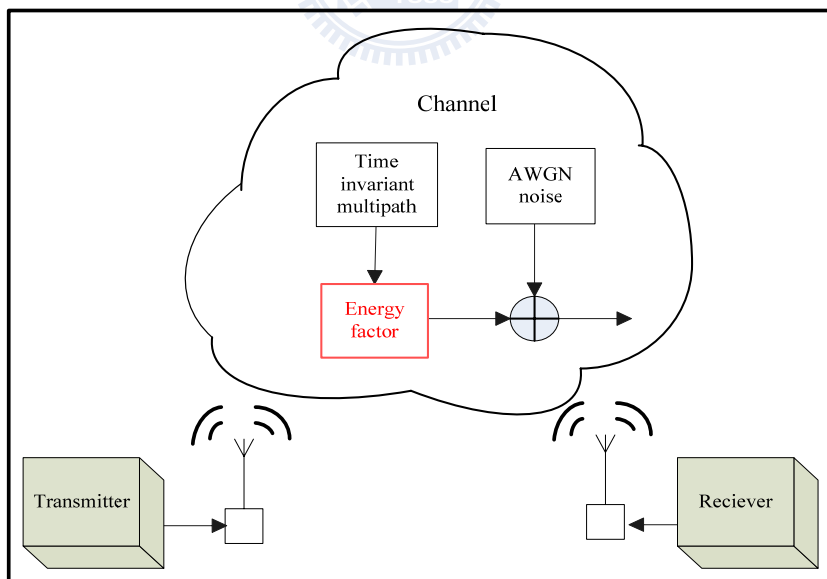 Channel
Time
invariant
multipath
AWGN
noise
Energy
factor
Transmitter
Reciever